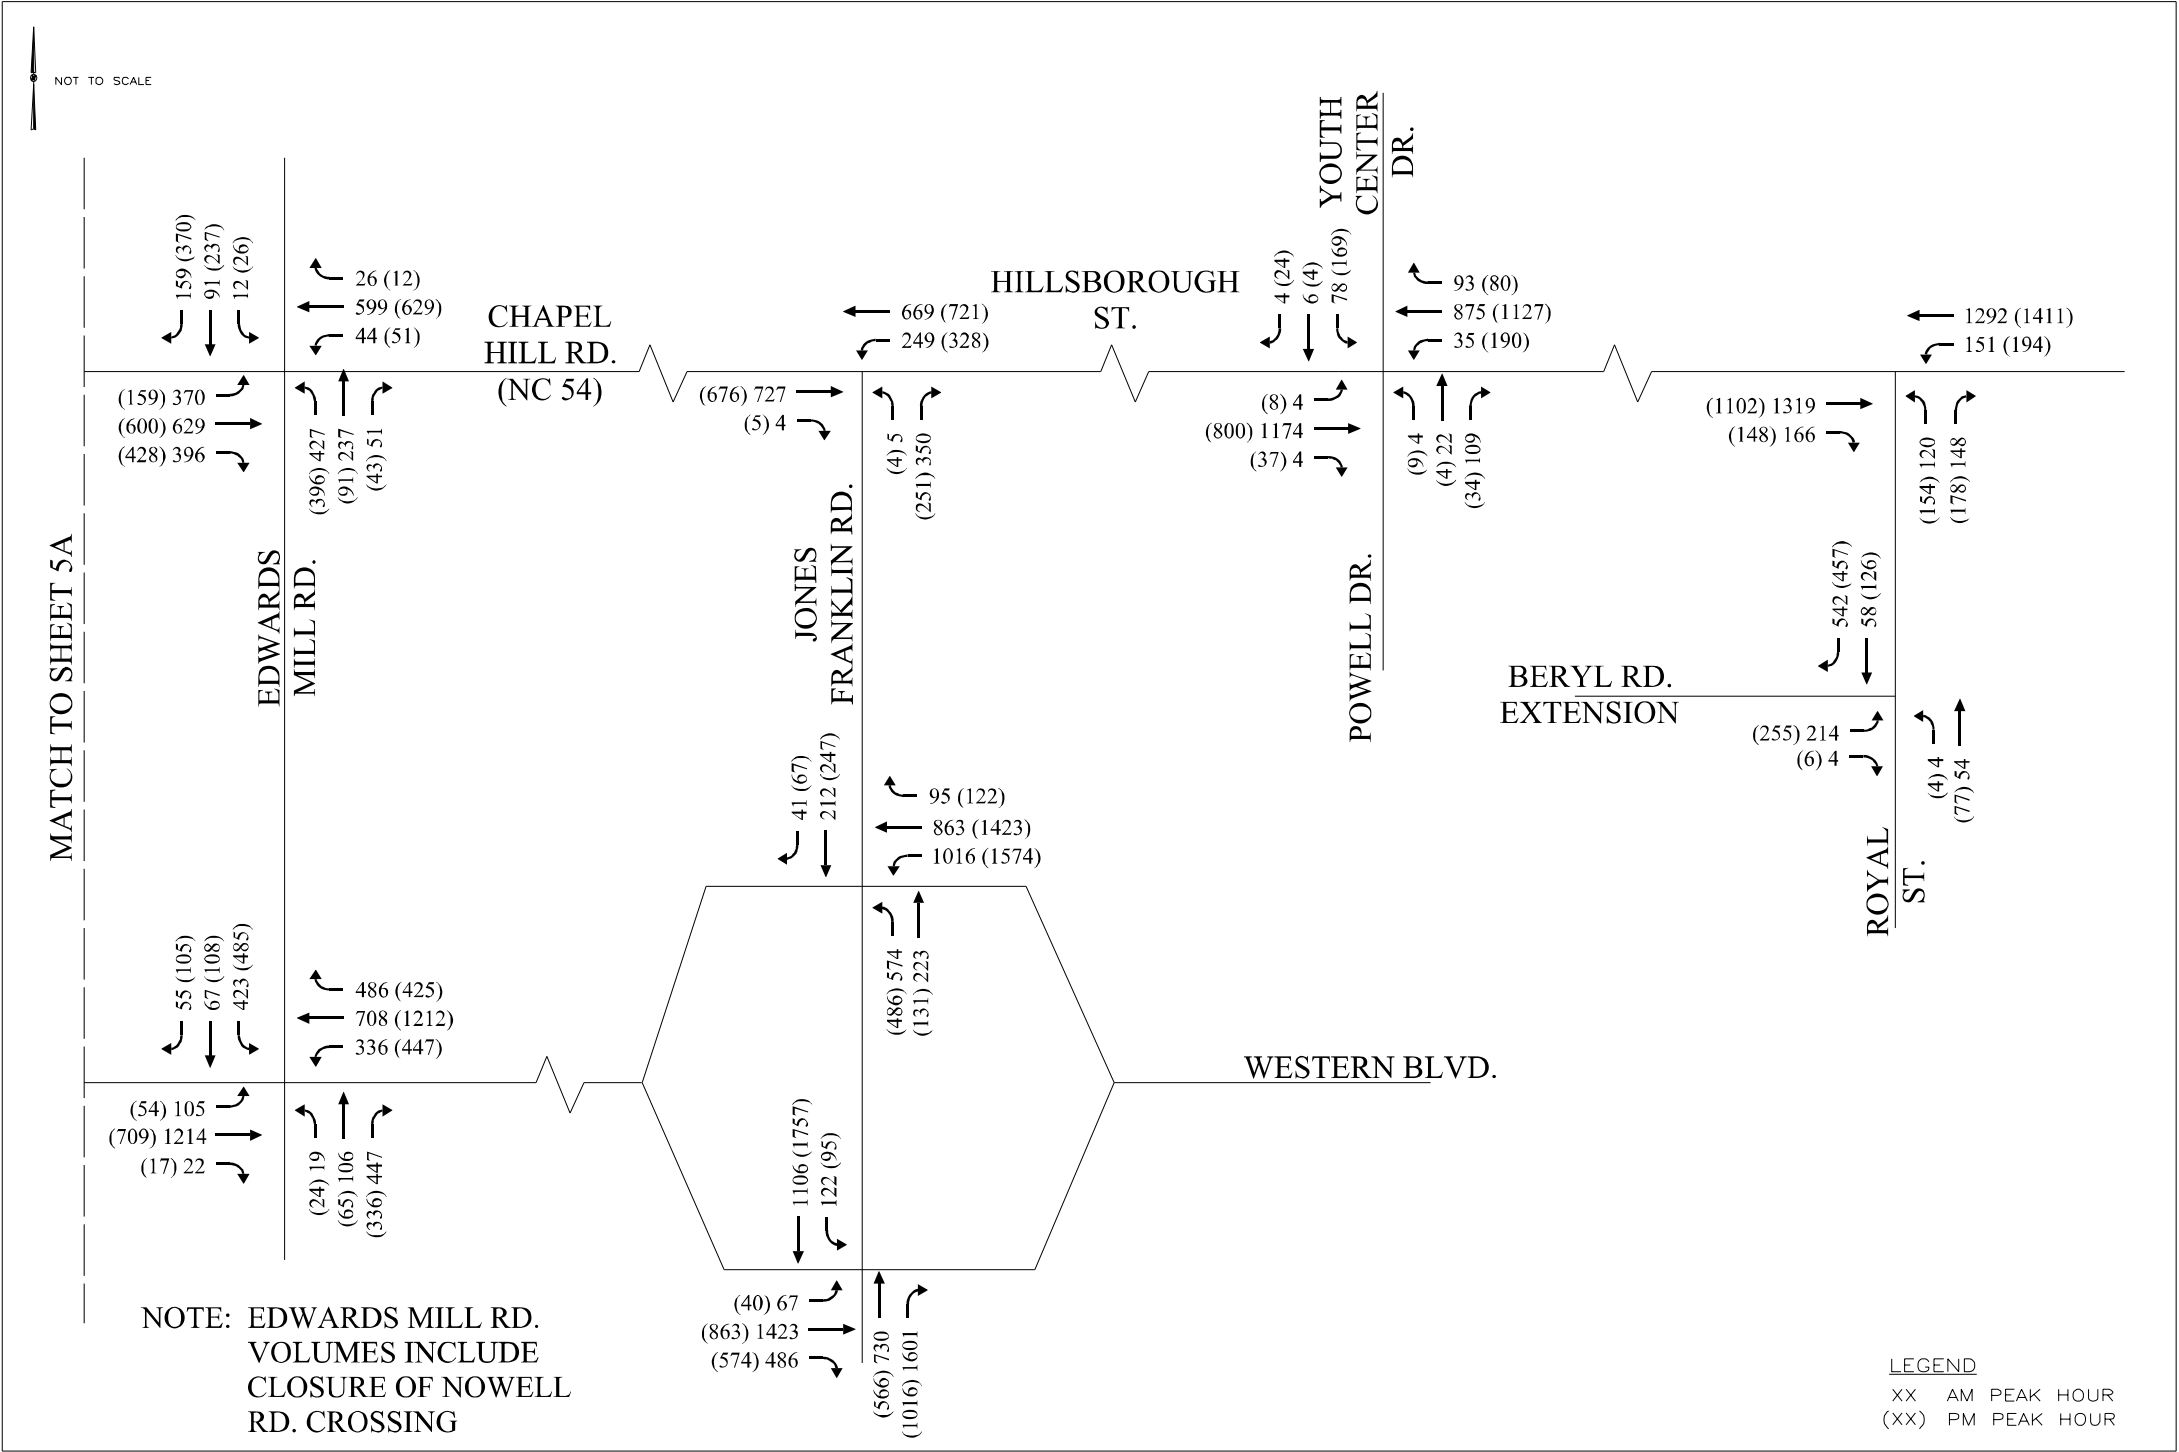 NOT TO SCALE
YOUTH
CENTER
DR.
159 (370)
91 (237)
12 (26)
26 (12)
599 (629)
44 (51)
CHAPEL
HILL RD.
(NC 54)
669 (721)
249 (328)
HILLSBOROUGH
ST.
4 (24)
6 (4)
78 (169)
93 (80)
875 (1127)
35 (190)
1292 (1411)
151 (194)
(159) 370
(600) 629
(428) 396
(396) 427
(91) 237
(43) 51
(676) 727
(5) 4
(4) 5
(251) 350
(8) 4
(800) 1174
(37) 4
(9) 4
(4) 22
(34) 109
(1102) 1319
(148) 166
(154) 120
(178) 148
MATCH TO SHEET 5A
EDWARDS
MILL RD.
JONES
FRANKLIN RD.
POWELL DR.
542 (457)
58 (126)
BERYL RD.
EXTENSION
(255) 214
(6) 4
(4) 4
(77) 54
ROYAL
ST.
41 (67)
212 (247)
95 (122)
863 (1423)
1016 (1574)
(486) 574
(131) 223
55 (105)
67 (108)
423 (485)
486 (425)
708 (1212)
336 (447)
WESTERN BLVD.
(54) 105
(709) 1214
(17) 22
(24) 19
(65) 106
(336) 447
1106 (1757)
122 (95)
(40) 67
(863) 1423
(574) 486
(566) 730
(1016) 1601
NOTE: EDWARDS MILL RD.
VOLUMES INCLUDE
CLOSURE OF NOWELL
RD. CROSSING
LEGEND
XX AM PEAK HOUR
(XX) PM PEAK HOUR